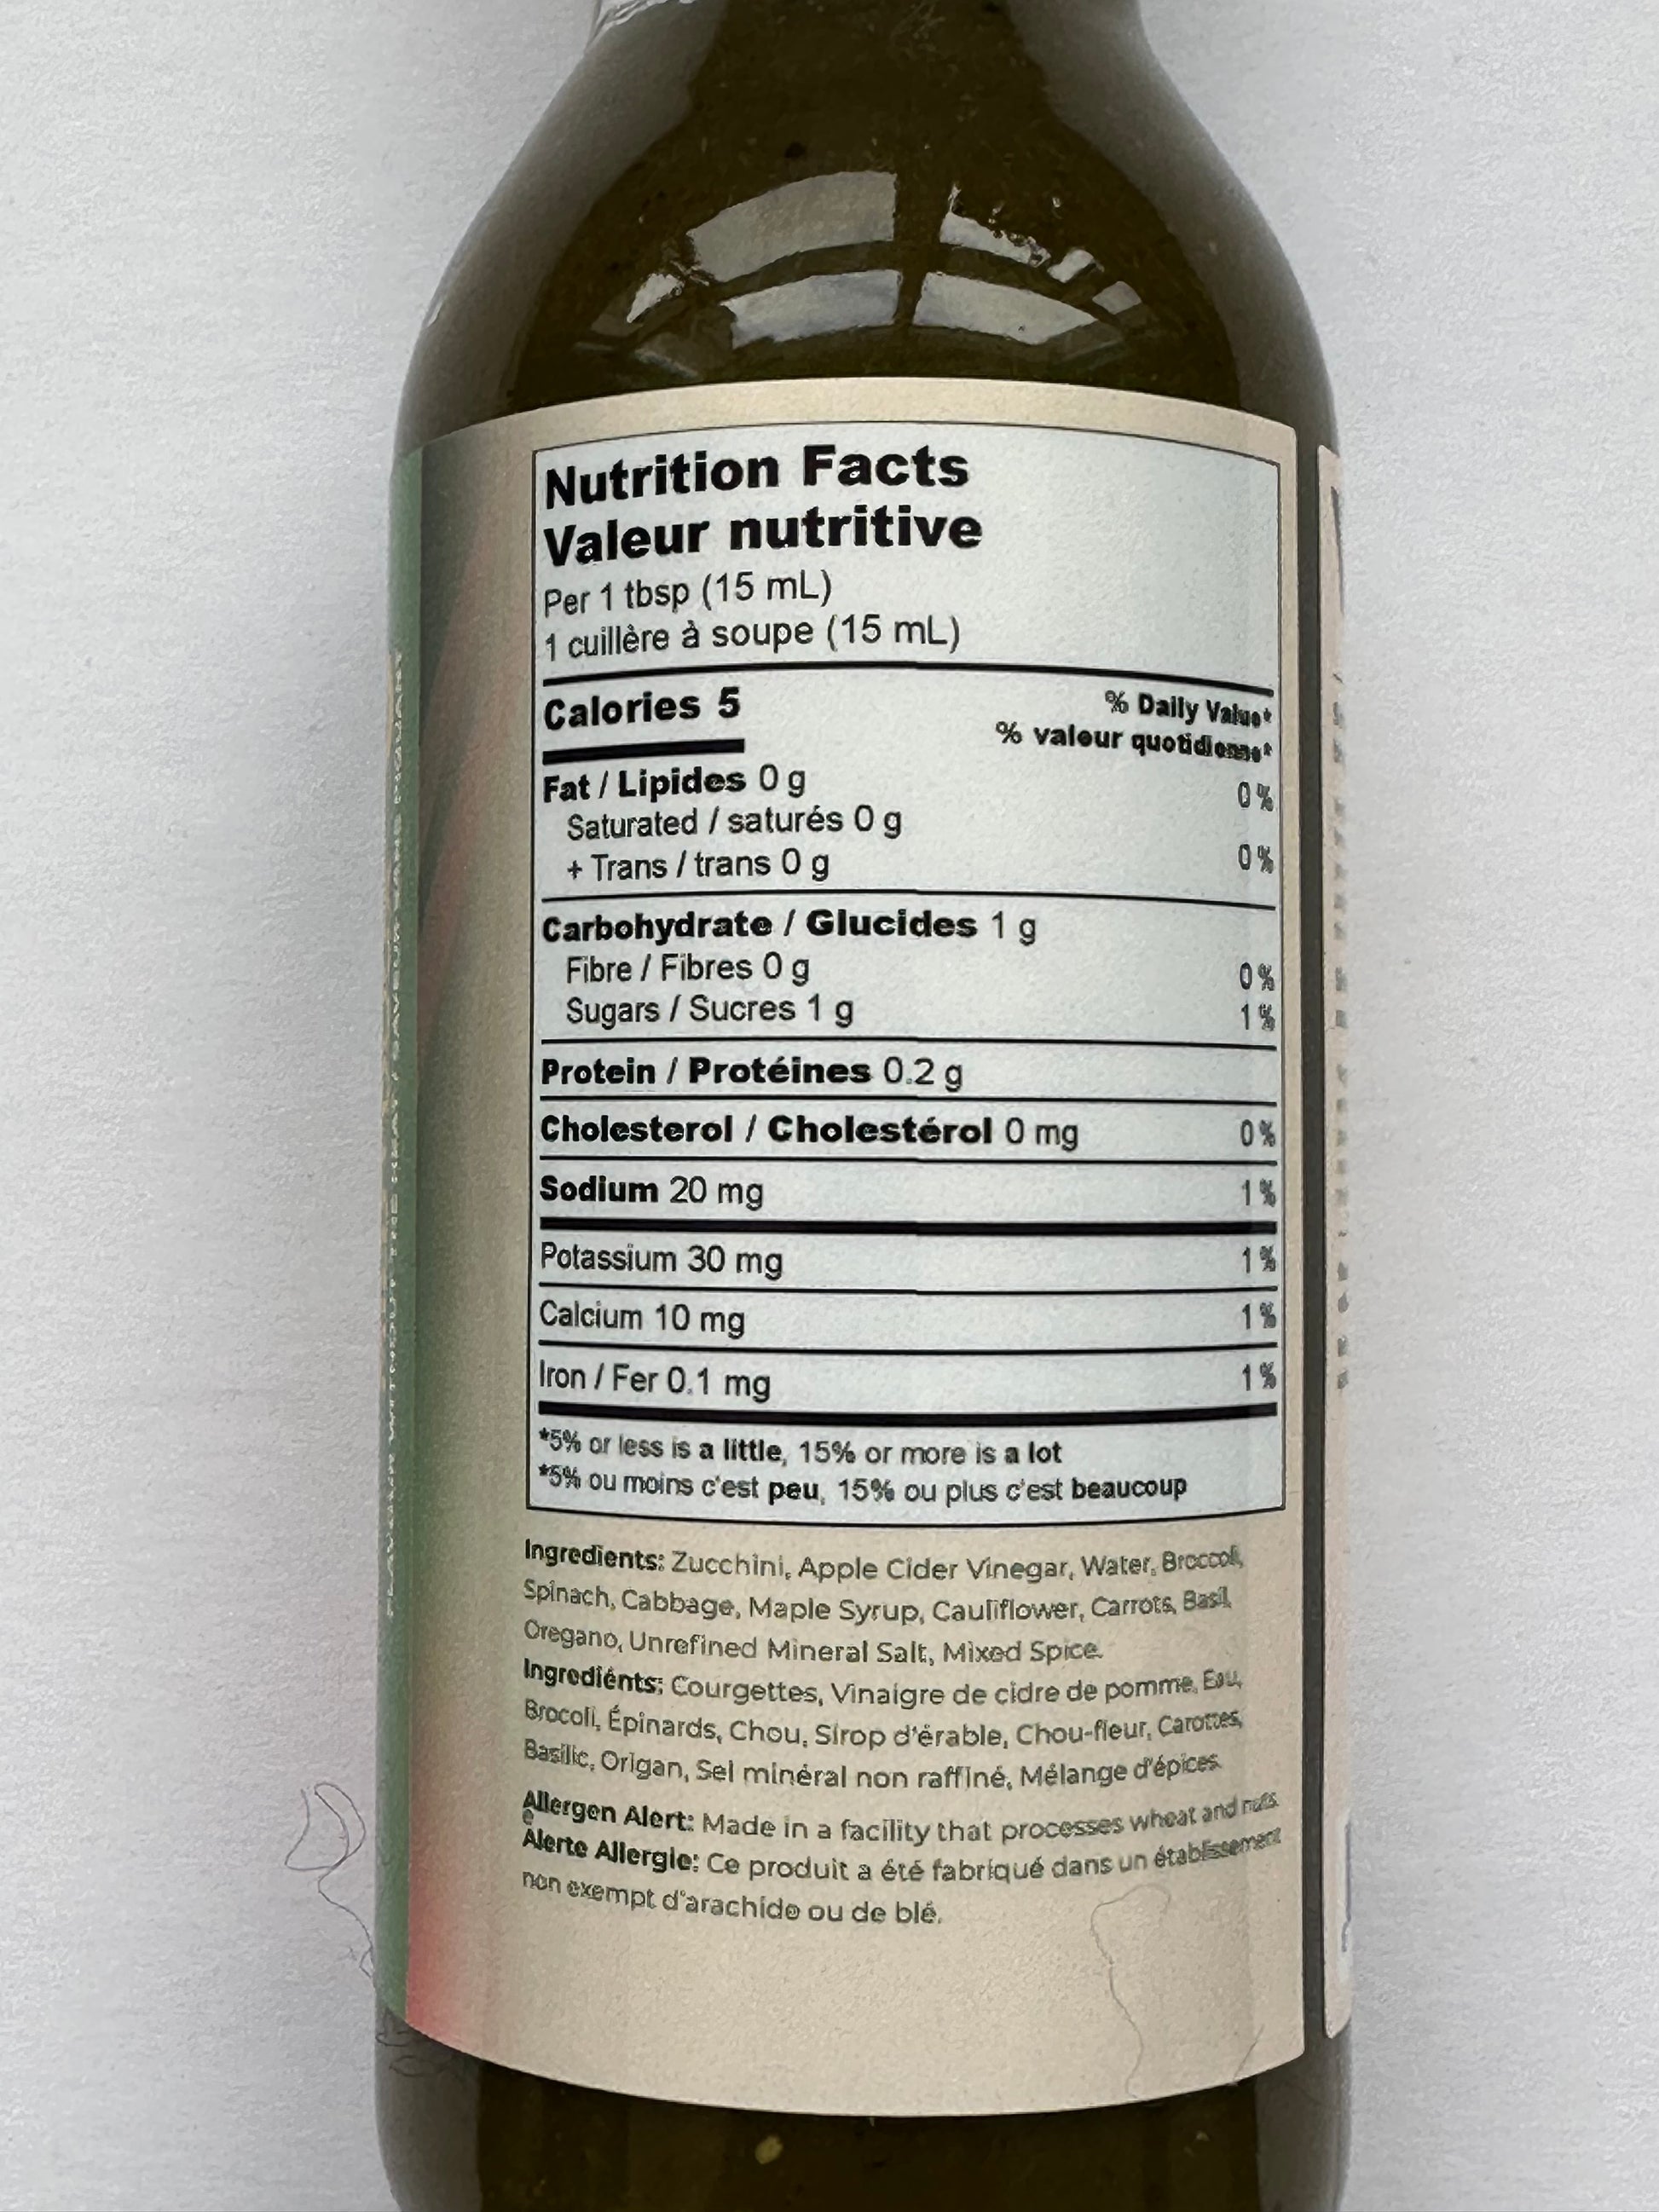 Nutrition Facts
Valeur nutritive
Per 1 tbsp (15 mL)
1 cuillère à soupe (15 mL)
Calories 5
% Daily Value*
% valeur quotidienne*
Fat / Lipides 0 g 0 %
Saturated / saturés 0 g
+ Trans / trans 0 g 0 %
Carbohydrate / Glucides 1 g
Fibre / Fibres 0 g 0 %
Sugars / Sucres 1 g 1 %
Protein / Protéines 0.2 g
Cholesterol / Cholestérol 0 mg 0 %
Sodium 20 mg 1 %
Potassium 30 mg 1 %
Calcium 10 mg 1 %
Iron / Fer 0.1 mg 1 %
*5% or less is a little, 15% or more is a lot
*5% ou moins c'est peu, 15% ou plus c'est beaucoup
Ingredients: Zucchini, Apple Cider Vinegar, Water, Broccoli,
Spinach, Cabbage, Maple Syrup, Cauliflower, Carrots, Basil,
Oregano, Unrefined Mineral Salt, Mixed Spice.
Ingrediénts: Courgettes, Vinaigre de cidre de pomme, Eau,
Brocoli, Épinards, Chou, Sirop d'érable, Chou-fleur, Carottes,
Basilic, Origan, Sel minéral non raffiné, Mélange d'épices.
Allergen Alert: Made in a facility that processes wheat and nuts.
Alerte Allergie: Ce produit a été fabriqué dans un établissement
non exempt d'arachide ou de blé.
FLAVOUR WITHOUT THE HEAT / SAVEUR SANS PIQUANT